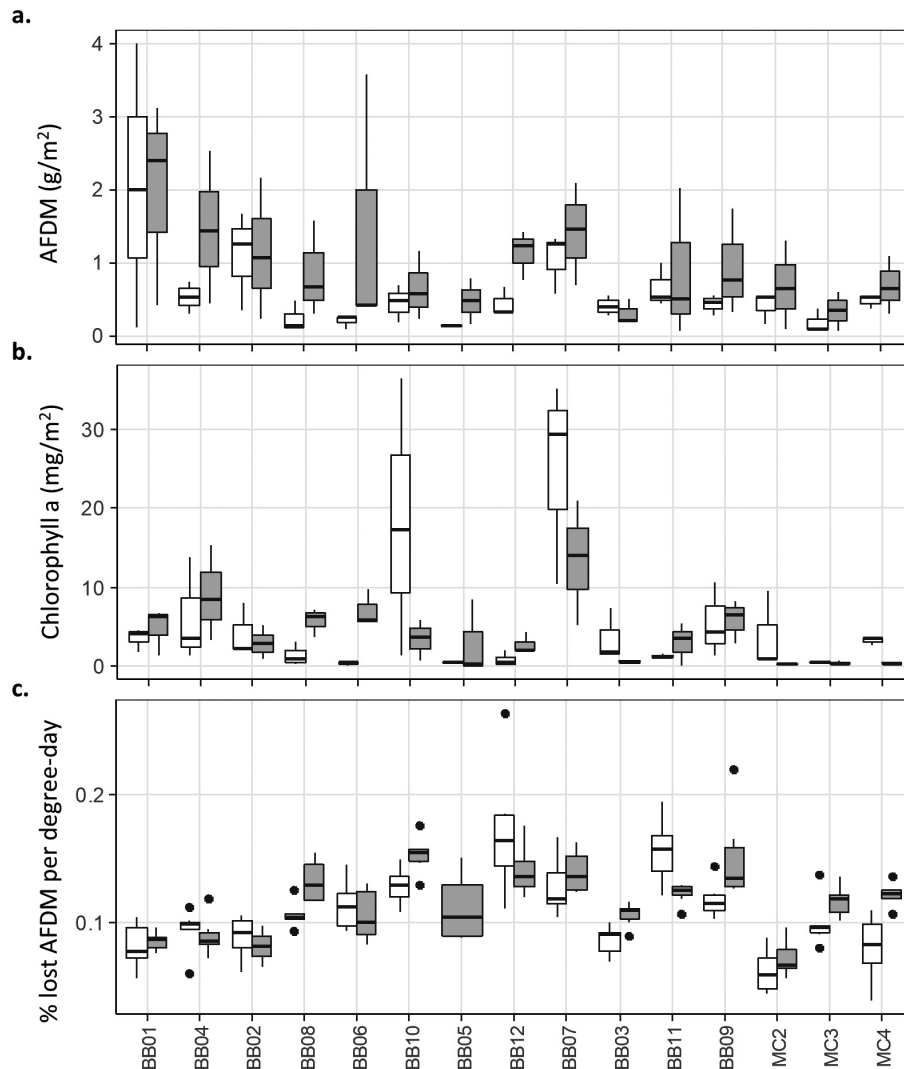 a.
AFDM (g/m²)
4
3
2
1
0
b.
Chlorophyll a (mg/m²)
30
20
10
0
c.
% lost AFDM per degree-day
0.2
0.1
BB01
BB04
BB02
BB08
BB06
BB10
BB05
BB12
BB07
BB03
BB11
BB09
MC2
MC3
MC4